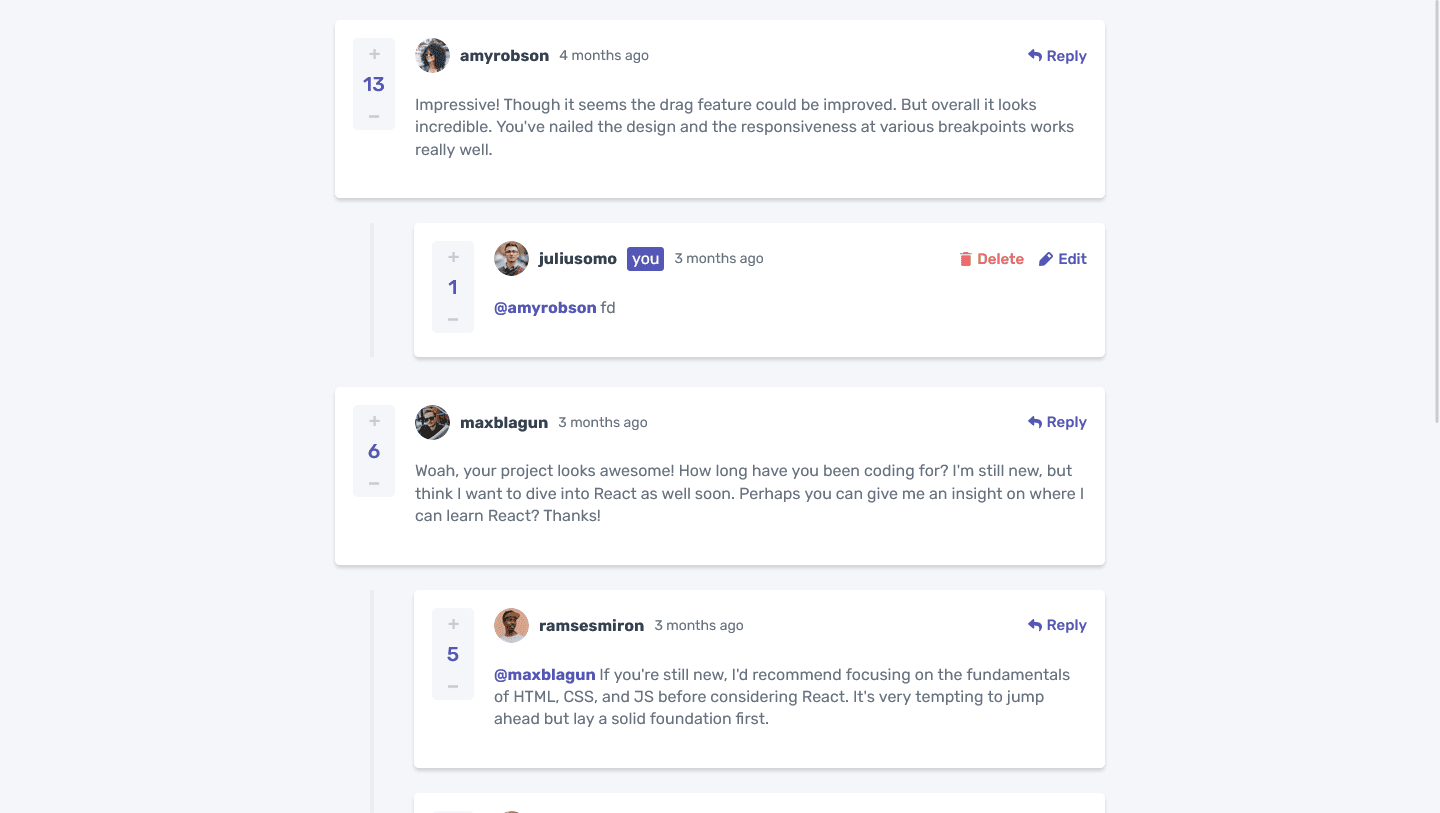 +
13
−
amyrobson 4 months ago Reply
Impressive! Though it seems the drag feature could be improved. But overall it looks
incredible. You've nailed the design and the responsiveness at various breakpoints works
really well.
+
1
−
juliusomo you 3 months ago Delete Edit
@amyrobson fd
+
6
−
maxblagun 3 months ago Reply
Woah, your project looks awesome! How long have you been coding for? I'm still new, but
think I want to dive into React as well soon. Perhaps you can give me an insight on where I
can learn React? Thanks!
+
5
−
ramsesmiron 3 months ago Reply
@maxblagun If you're still new, I'd recommend focusing on the fundamentals
of HTML, CSS, and JS before considering React. It's very tempting to jump
ahead but lay a solid foundation first.